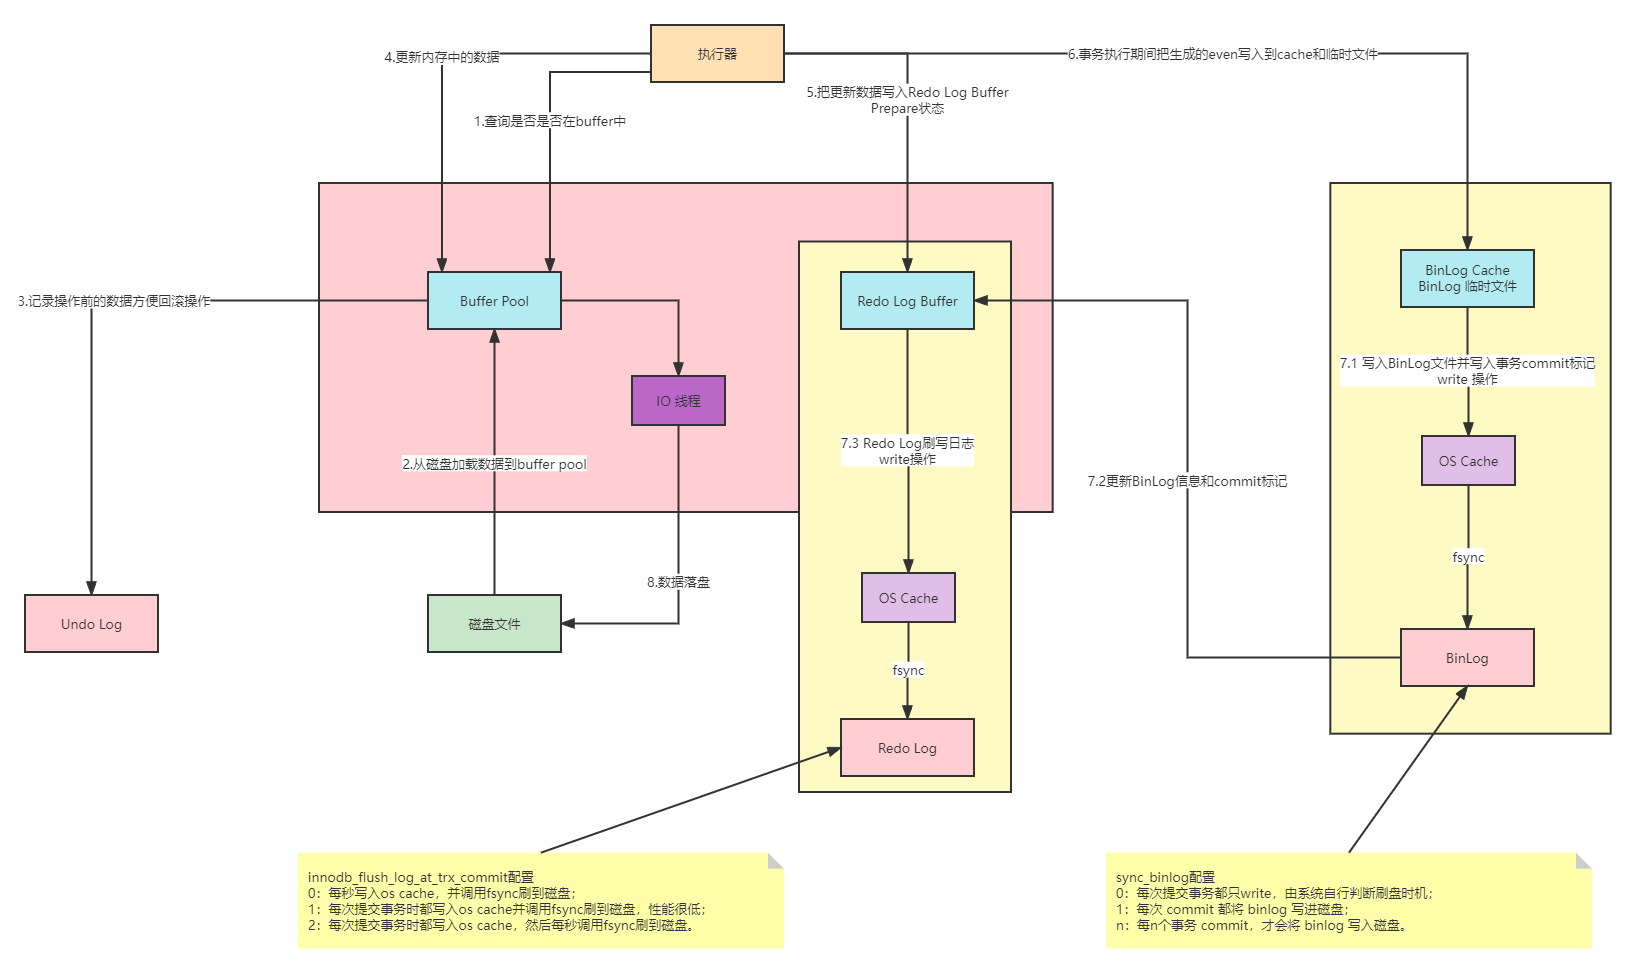 执行器
4.更新内存中的数据
6.事务执行期间把生成的even写入到cache和临时文件
5.把更新数据写入Redo Log Buffer
Prepare状态
1.查询是否是否在buffer中
BinLog Cache
BinLog 临时文件
3.记录操作前的数据方便回滚操作
Buffer Pool
Redo Log Buffer
7.1 写入BinLog文件并写入事务commit标记
write 操作
IO 线程
7.3 Redo Log刷写日志
write操作
2.从磁盘加载数据到buffer pool
OS Cache
7.2更新BinLog信息和commit标记
fsync
8.数据落盘
OS Cache
Undo Log
磁盘文件
BinLog
fsync
Redo Log
innodb_flush_log_at_trx_commit配置
0：每秒写入os cache，并调用fsync刷到磁盘；
1：每次提交事务时都写入os cache并调用fsync刷到磁盘，性能很低；
2：每次提交事务时都写入os cache，然后每秒调用fsync刷到磁盘。
sync_binlog配置
0：每次提交事务都只write，由系统自行判断刷盘时机；
1：每次 commit 都将 binlog 写进磁盘；
n：每n个事务 commit，才会将 binlog 写入磁盘。